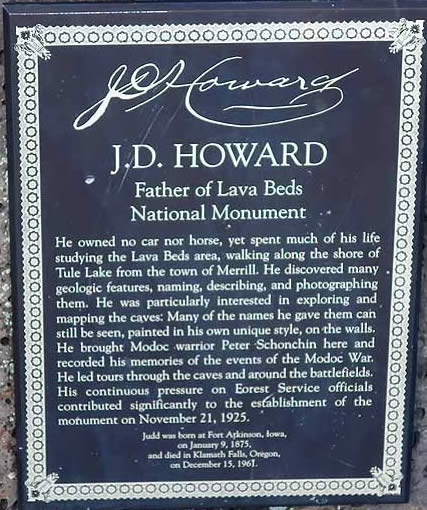 J.D. Howard
J.D. HOWARD
Father of Lava Beds
National Monument
He owned no car nor horse, yet spent much of his life
studying the Lava Beds area, walking along the shore of
Tule Lake from the town of Merrill. He discovered many
geologic features, naming, describing, and photographing
them. He was particularly interested in exploring and
mapping the caves: Many of the names he gave them can
still be seen, painted in his own unique style, on the walls.
He brought Modoc warrior Peter Schonchin here and
recorded his memories of the events of the Modoc War.
He led tours through the caves and around the battlefields.
His continuous pressure on Forest Service officials
contributed significantly to the establishment of the
monument on November 21, 1925.
Judd was born at Fort Atkinson, Iowa,
on January 9, 1875,
and died in Klamath Falls, Oregon,
on December 15, 1961.